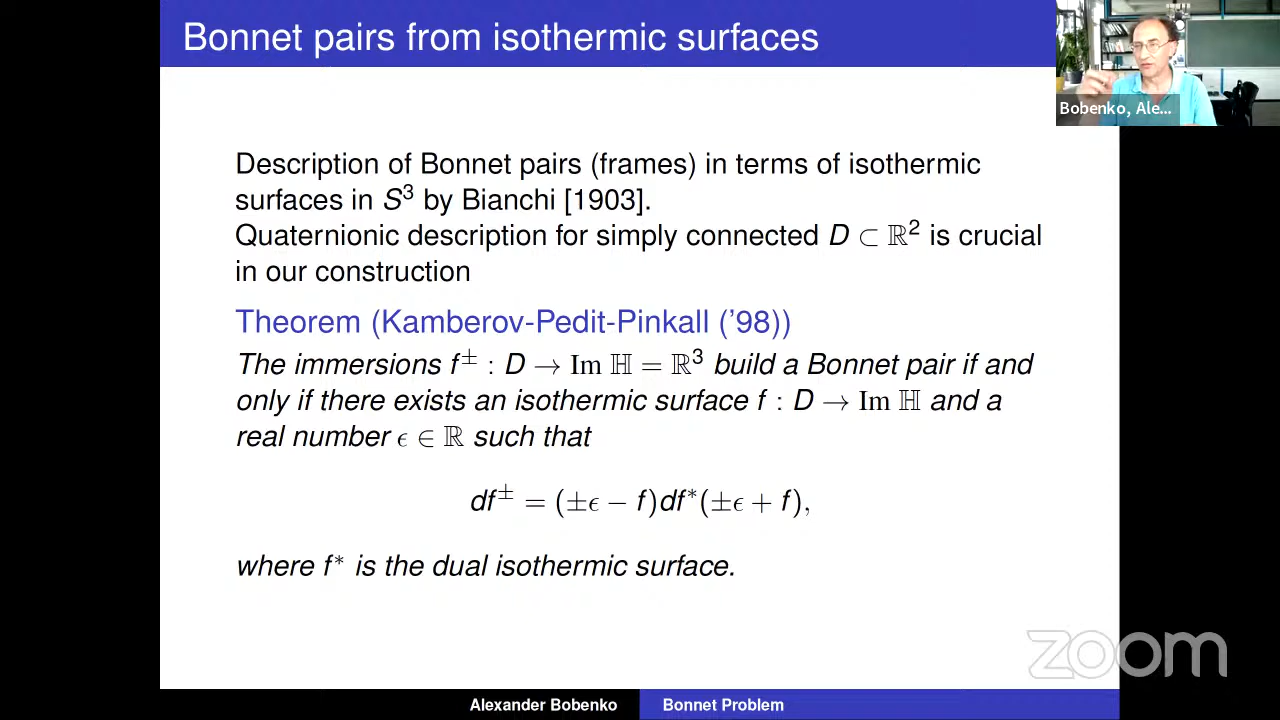 Bonnet pairs from isothermic surfaces
Bobenko, Ale...
Description of Bonnet pairs (frames) in terms of isothermic
surfaces in S³ by Bianchi [1903].
Quaternionic description for simply connected D ⊂ ℝ² is crucial
in our construction
Theorem (Kamberov-Pedit-Pinkall ('98))
The immersions f± : D → Im ℍ = ℝ³ build a Bonnet pair if and
only if there exists an isothermic surface f : D → Im ℍ and a
real number ϵ ∈ ℝ such that
df± = (±ϵ − f)df*(±ϵ + f),
where f* is the dual isothermic surface.
zoom
Alexander Bobenko Bonnet Problem